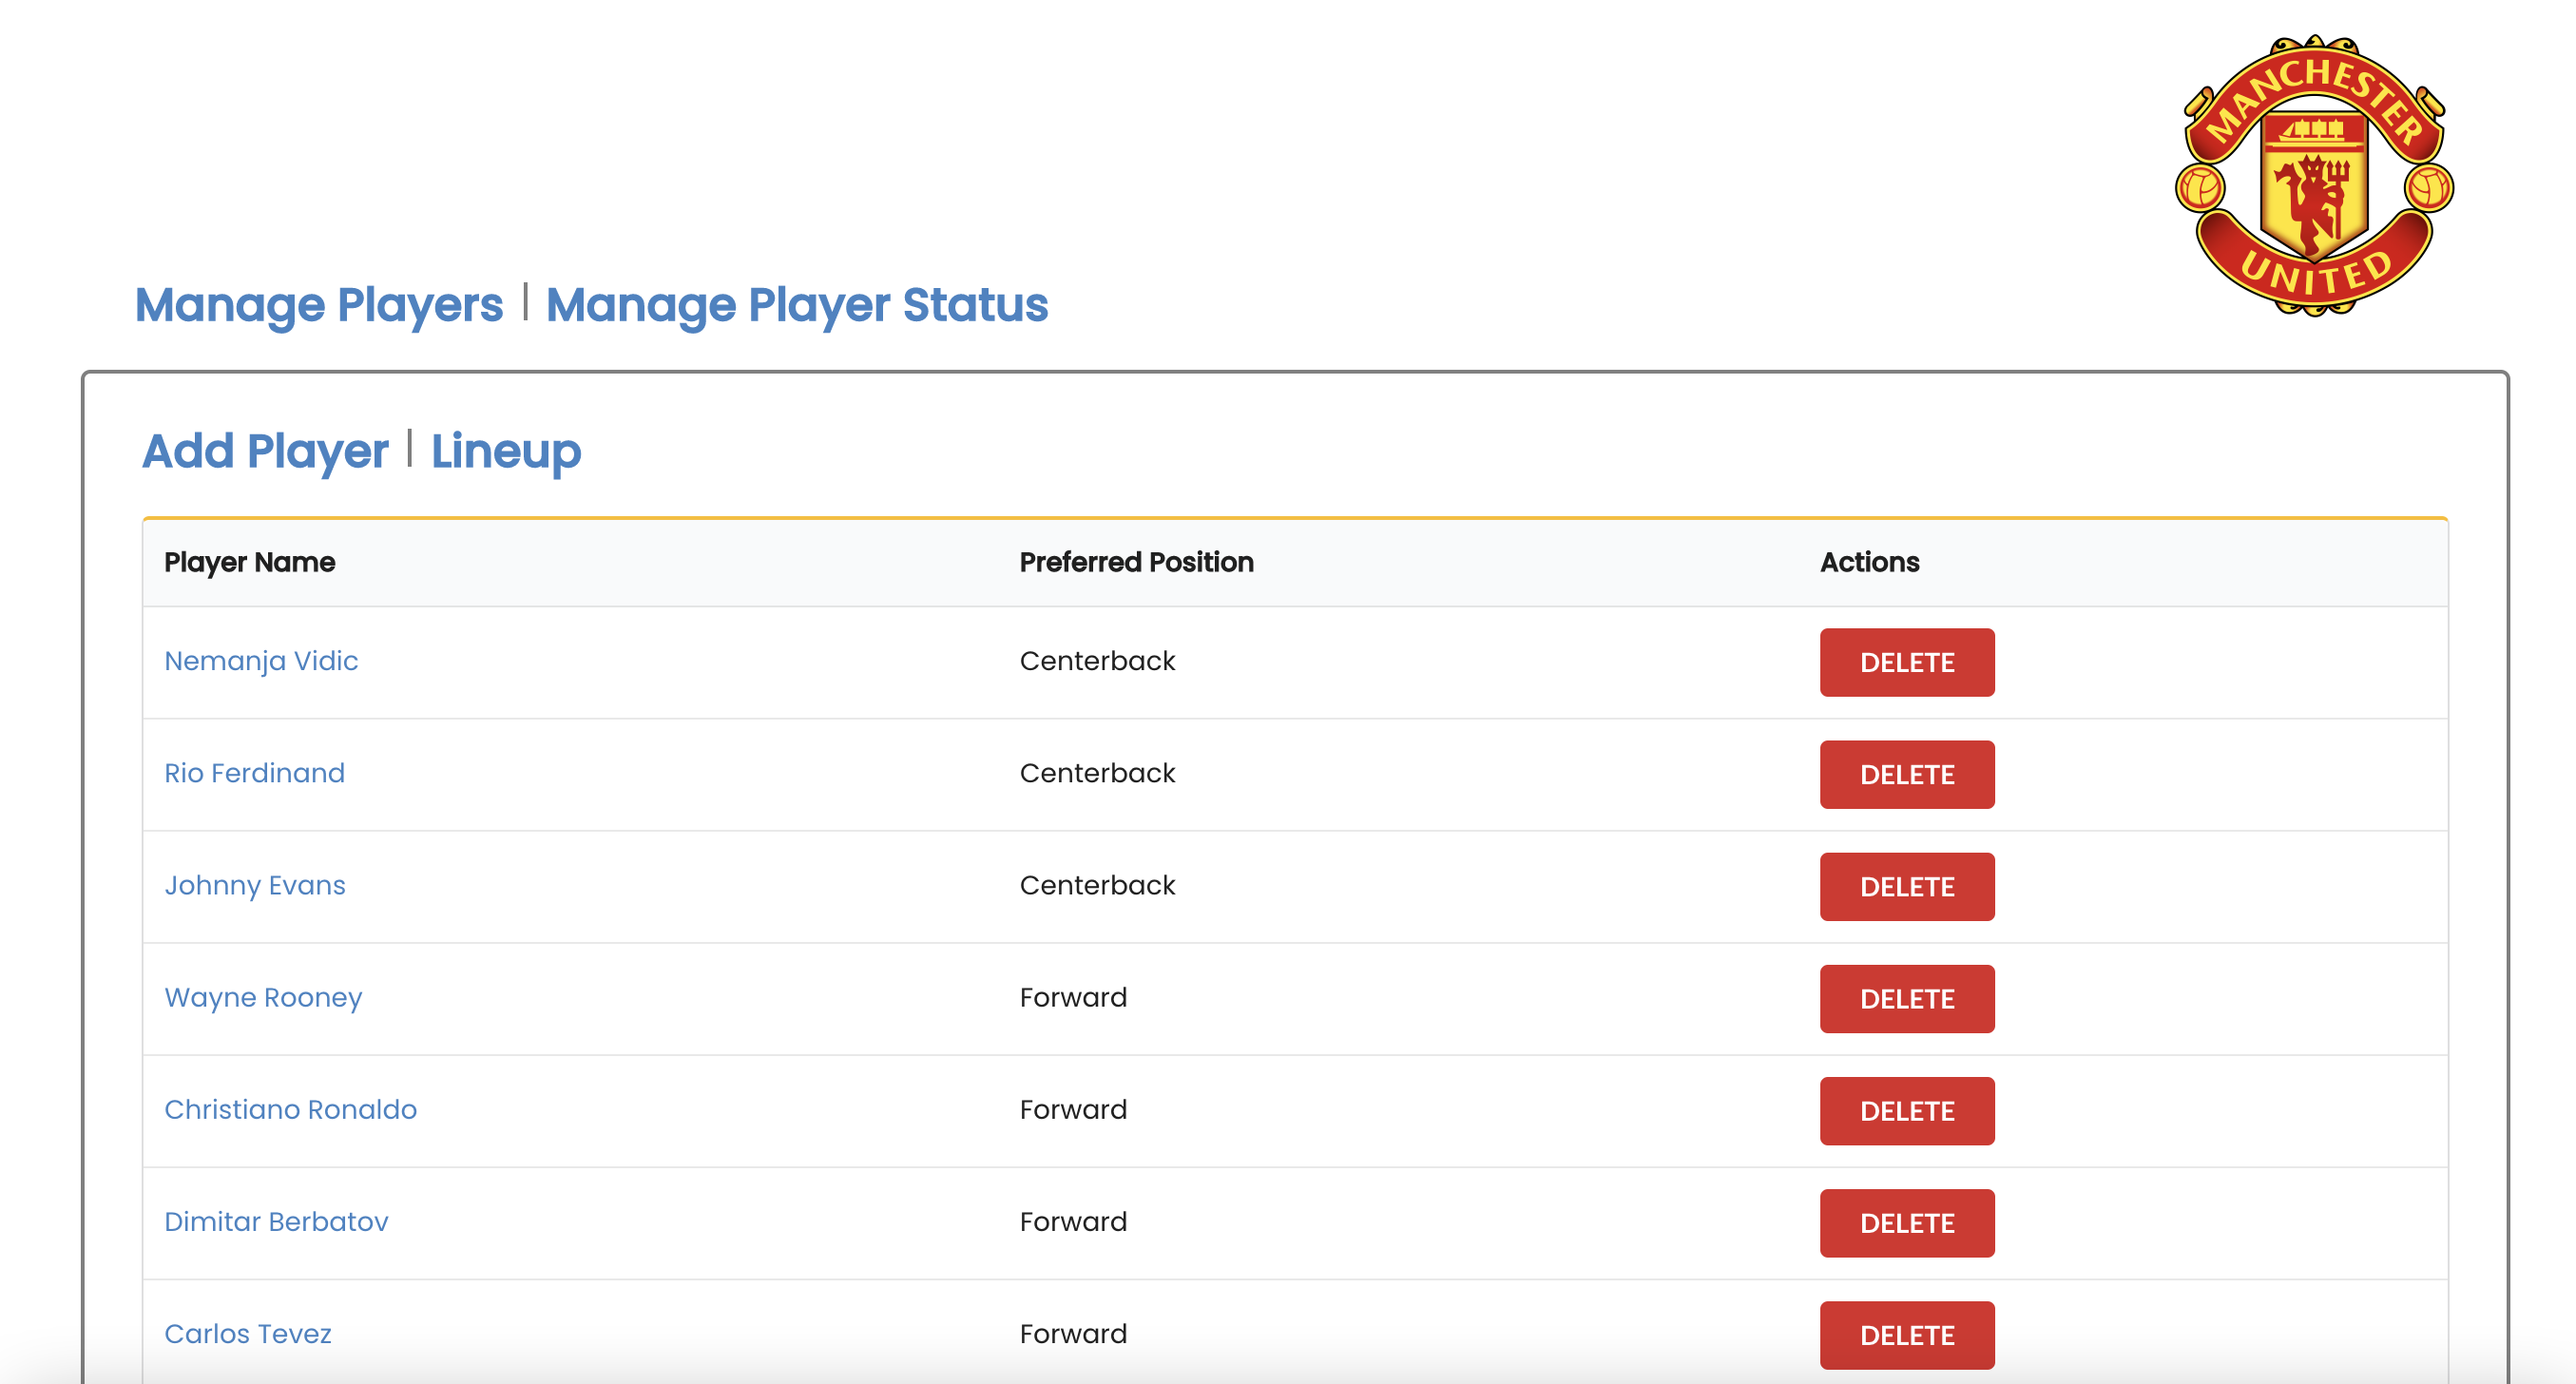 MANCHESTER
UNITED
Manage Players | Manage Player Status
Add Player | Lineup
Player Name Preferred Position Actions
Nemanja Vidic Centerback DELETE
Rio Ferdinand Centerback DELETE
Johnny Evans Centerback DELETE
Wayne Rooney Forward DELETE
Christiano Ronaldo Forward DELETE
Dimitar Berbatov Forward DELETE
Carlos Tevez Forward DELETE